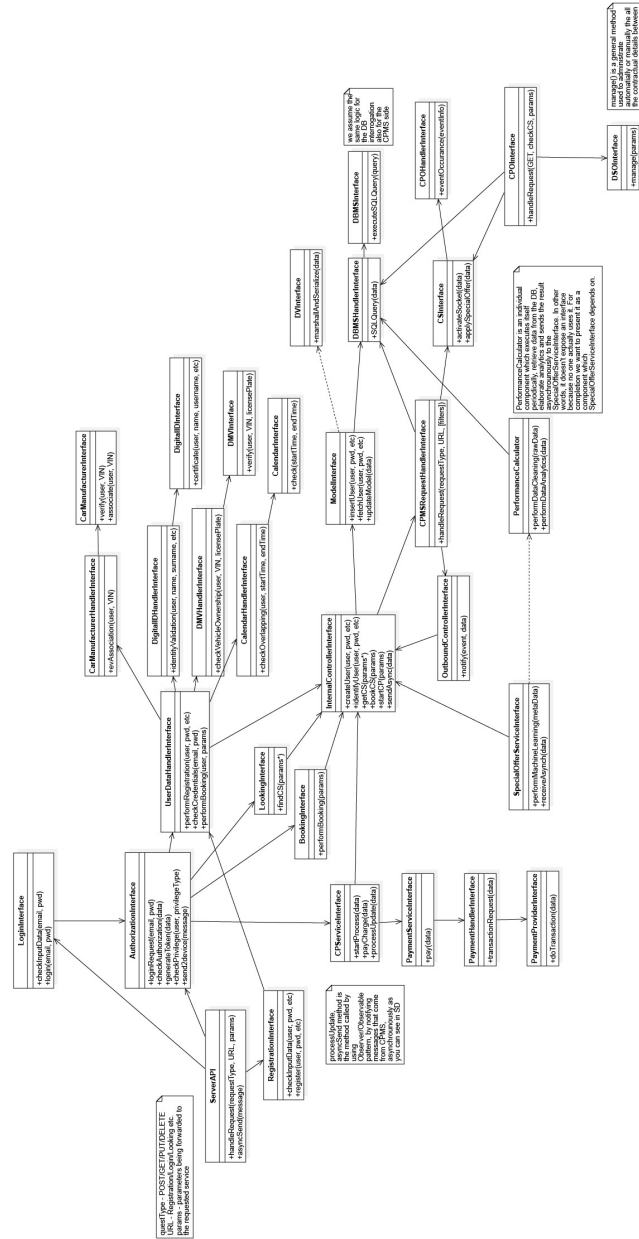 questType - POST/GET/PUT/DELETE
URL - Registration/Login/Looking etc.
params - parameters being forwarded to
the requested service
ServerAPI
+handleRequest(requestType, URL, params)
+asyncSend(message)
LoginInterface
+checkInputData(email, pwd)
+login(email, pwd)
RegistrationInterface
+checkInputData(user, pwd, etc)
+register(user, pwd, etc)
AuthorizationInterface
+loginRequest(email, pwd)
+checkAuthorization(data)
+generateToken(data)
+checkPrivilege(user, privilegeType)
+send2device(message)
processUpdate,
asyncSend method is
the method called by
using
Observer/Observable
pattern, by notifying
messages that come
from CPMS,
asynchrounously as
you can see in SD
CPServiceInterface
+startProcess(data)
+payCharge(data)
+processUpdate(data)
PaymentServiceInterface
+pay(data)
PaymentHandlerInterface
+transactionRequest(data)
PaymentProviderInterface
+doTransaction(data)
UserDataHandlerInterface
+performRegistration(user, pwd, etc)
+checkCredentials(email, pwd)
+performBooking(user, params)
LookingInterface
+findCS(params*)
BookingInterface
+performBooking(params)
CarManufacturerHandlerInterface
+evAssociation(user, VIN)
CarManufacturerInterface
+verify(user, VIN)
+associate(user, VIN)
DigitalIDHandlerInterface
+identityValidation(user, name, surname, etc)
DigitalIDInterface
+certificate(user, name, username, etc)
DMVHandlerInterface
+checkVehicleOwnership(user, VIN, licensePlate)
DMVInterface
+verify(user, VIN, licensePlate)
CalendarHandlerInterface
+checkOverlapping(user, startTime, endTime)
CalendarInterface
+check(startTime, endTime)
InternalControllerInterface
+createUser(user, pwd, etc)
+identifyUser(user, pwd, etc)
+getCS(params*)
+bookCS(params)
+startCP(params)
+sendAsync(data)
ModelInterface
+insertUser(user, pwd, etc)
+fetchUser(user, pwd, etc)
+updateModel(data)
DVInterface
+marshallAndSerialize(data)
DBMSHandlerInterface
+SQLQuery(data)
DBMSInterface
+executeSQLQuery(query)
we assume the
same logic for
the DB
interrogation
also for the
CPMS side
CPMSRequestHandlerInterface
+handleRequest(requestType, URL, [filters])
OutboundControllerInterface
+notify(event, data)
CSInterface
+activateSocket(data)
+applySpecialOffer(data)
CPOHandlerInterface
+eventOccurance(eventInfo)
SpecialOfferServiceInterface
+performMachineLearning(metaData)
+receiveAsynch(data)
PerformanceCalculator
+performDataCleaning(rawData)
+performDataAnalytics(data)
PerformanceCalculator is an individual
component which executes itself
periodically, retrieve data from the DB,
elaborate analytics and sends the result
asynchrounously to the
SpecialOfferServiceInterface. In other
words, it doesn't expose an interface
because no one actually uses it. For
completion we want to present it as a
component which
SpecialOfferServiceInterface depends on.
CPOInterface
+handleRequest(GET, checkCS, params)
DSOInterface
+manage(params)
manage() is a general method
used to administrate
automatially or manually the all
the contractual details between